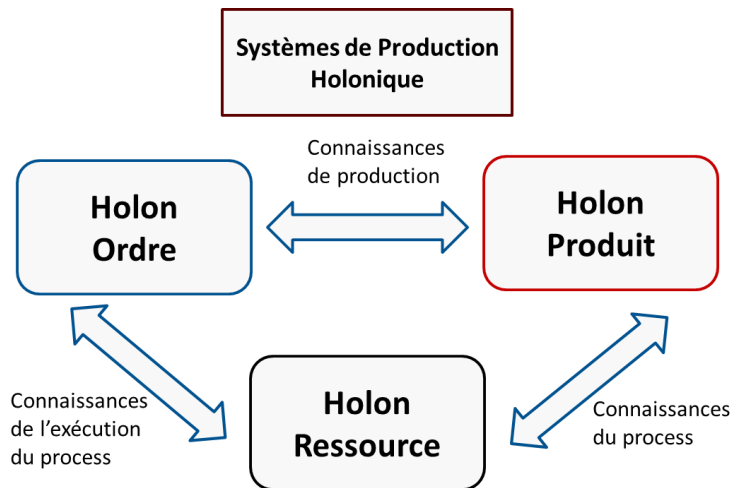 Systèmes de Production
Holonique
Connaissances
de production
Holon
Ordre
Holon
Produit
Connaissances
de l’exécution
du process
Holon
Ressource
Connaissances
du process